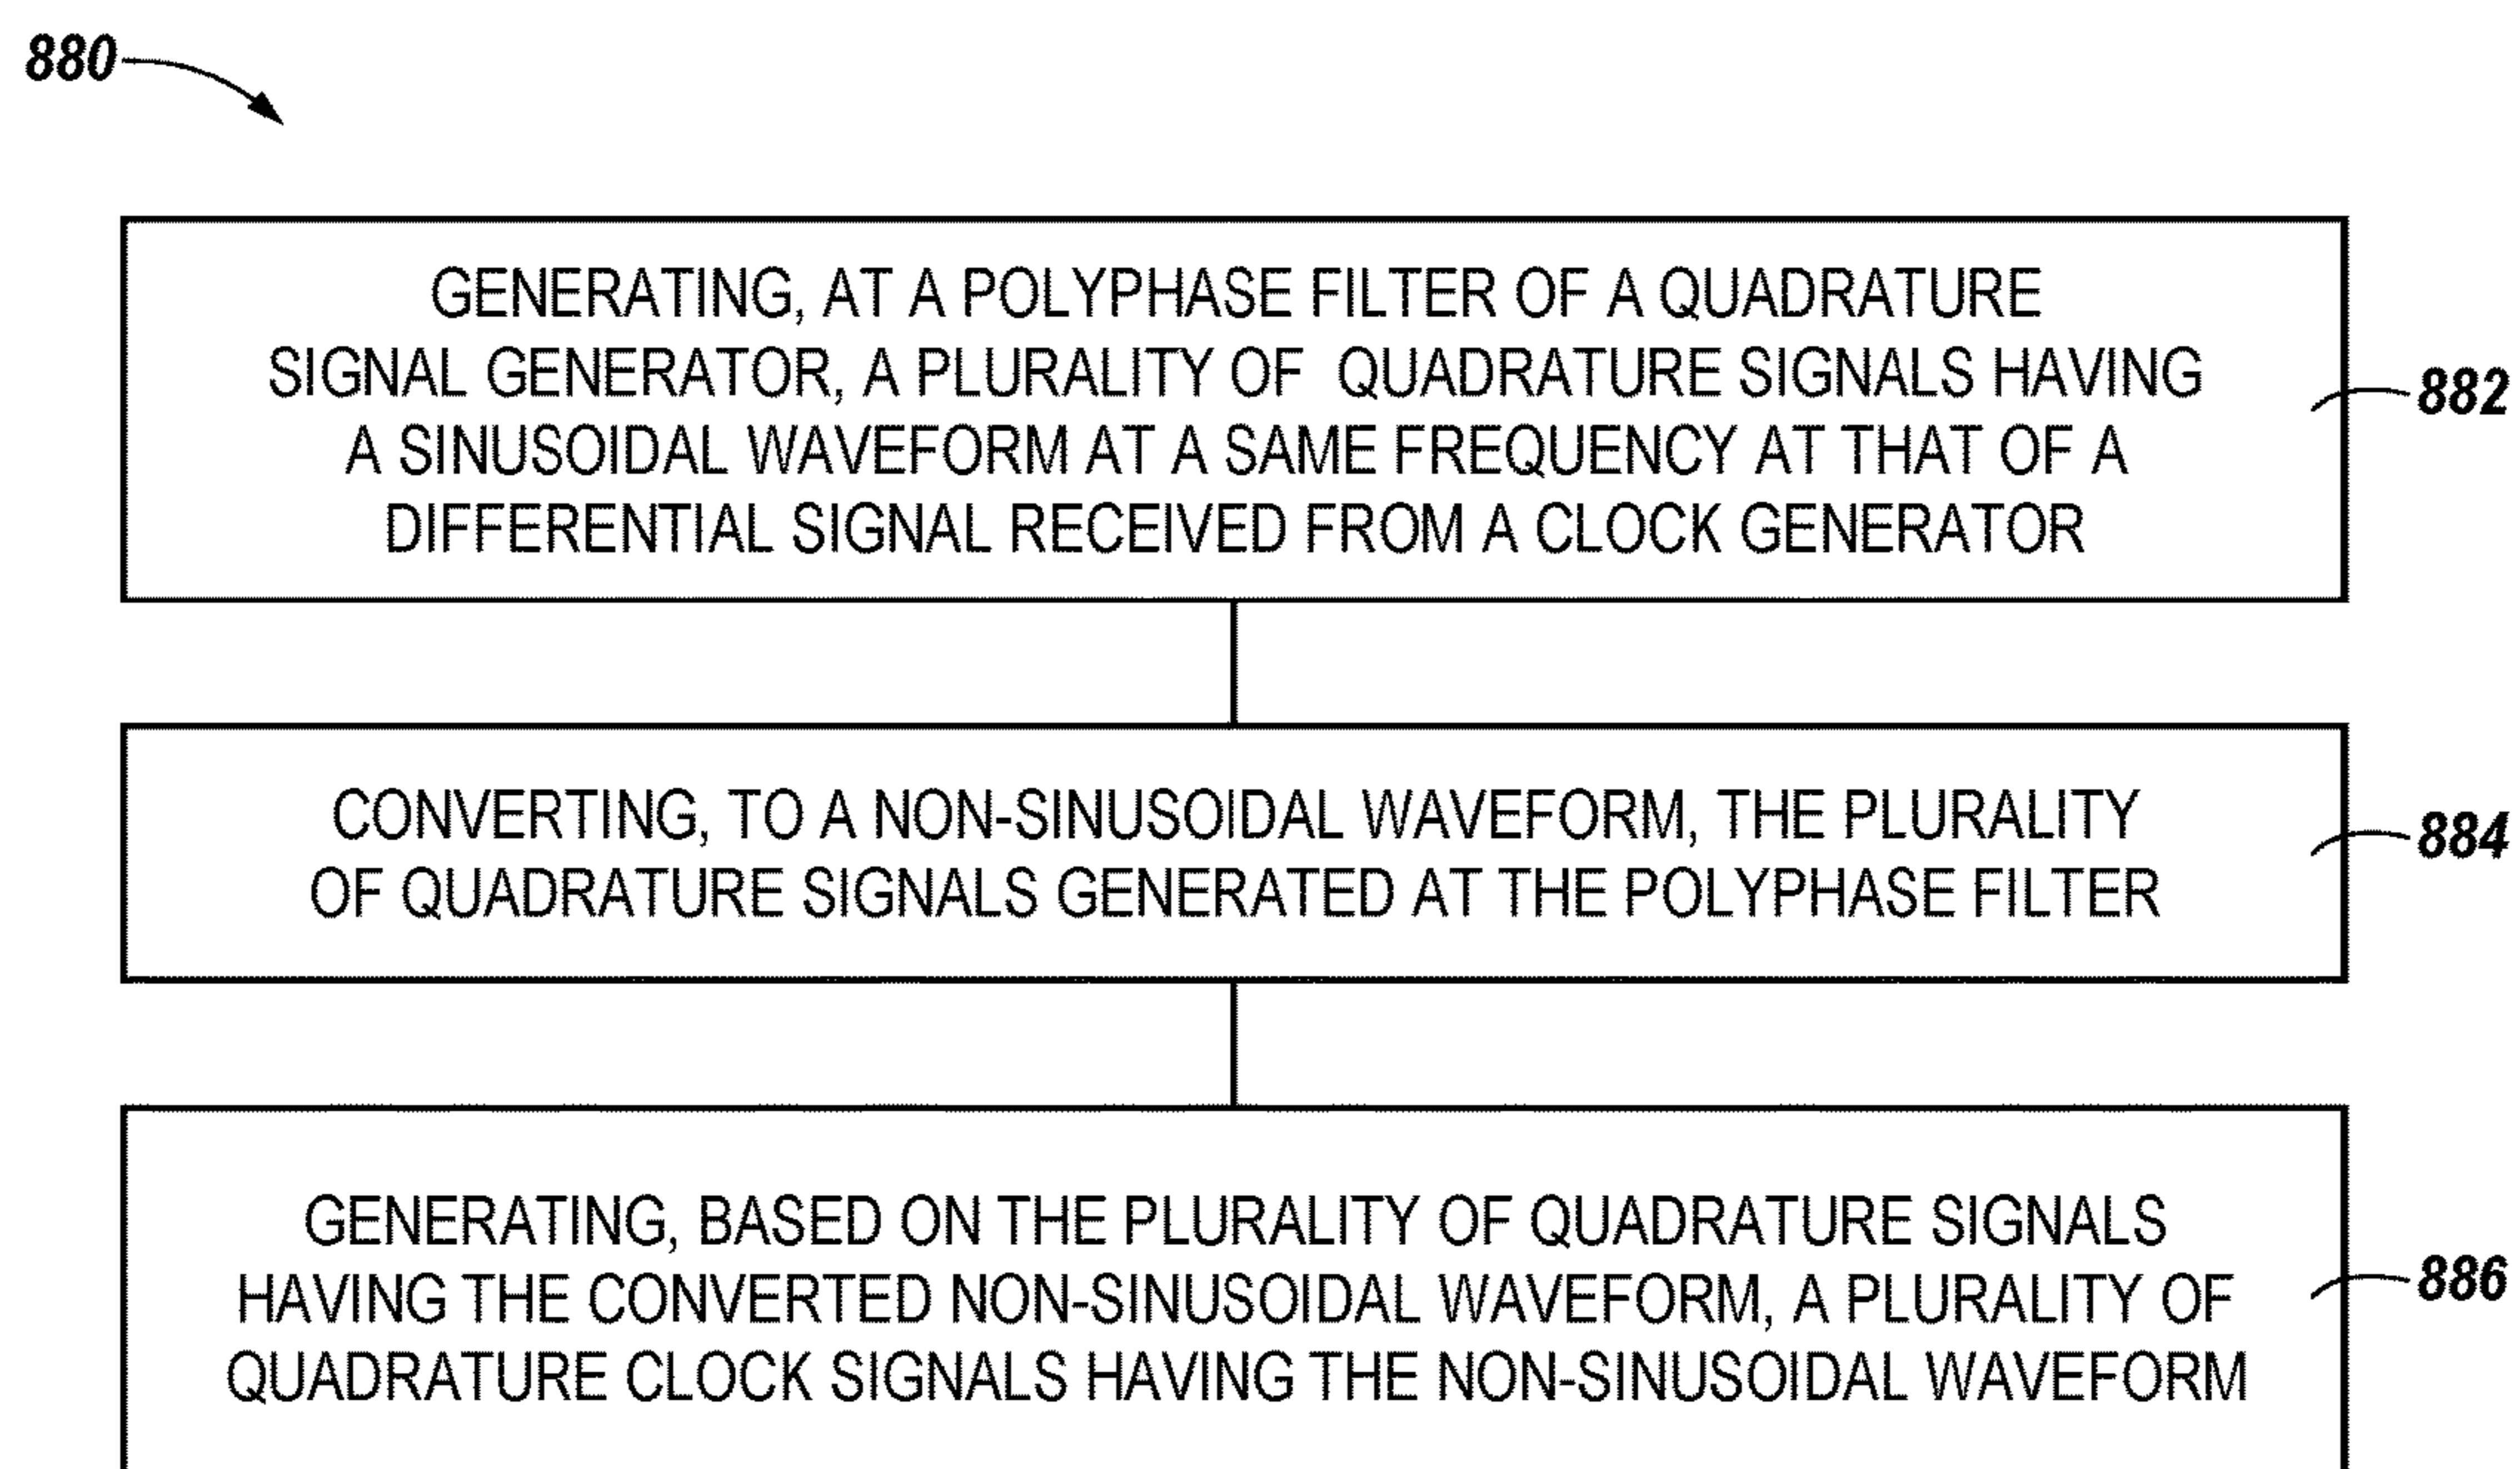 880
GENERATING, AT A POLYPHASE FILTER OF A QUADRATURE
SIGNAL GENERATOR, A PLURALITY OF QUADRATURE SIGNALS HAVING
A SINUSOIDAL WAVEFORM AT A SAME FREQUENCY AT THAT OF A
DIFFERENTIAL SIGNAL RECEIVED FROM A CLOCK GENERATOR
882
CONVERTING, TO A NON-SINUSOIDAL WAVEFORM, THE PLURALITY
OF QUADRATURE SIGNALS GENERATED AT THE POLYPHASE FILTER
884
GENERATING, BASED ON THE PLURALITY OF QUADRATURE SIGNALS
HAVING THE CONVERTED NON-SINUSOIDAL WAVEFORM, A PLURALITY OF
QUADRATURE CLOCK SIGNALS HAVING THE NON-SINUSOIDAL WAVEFORM
886